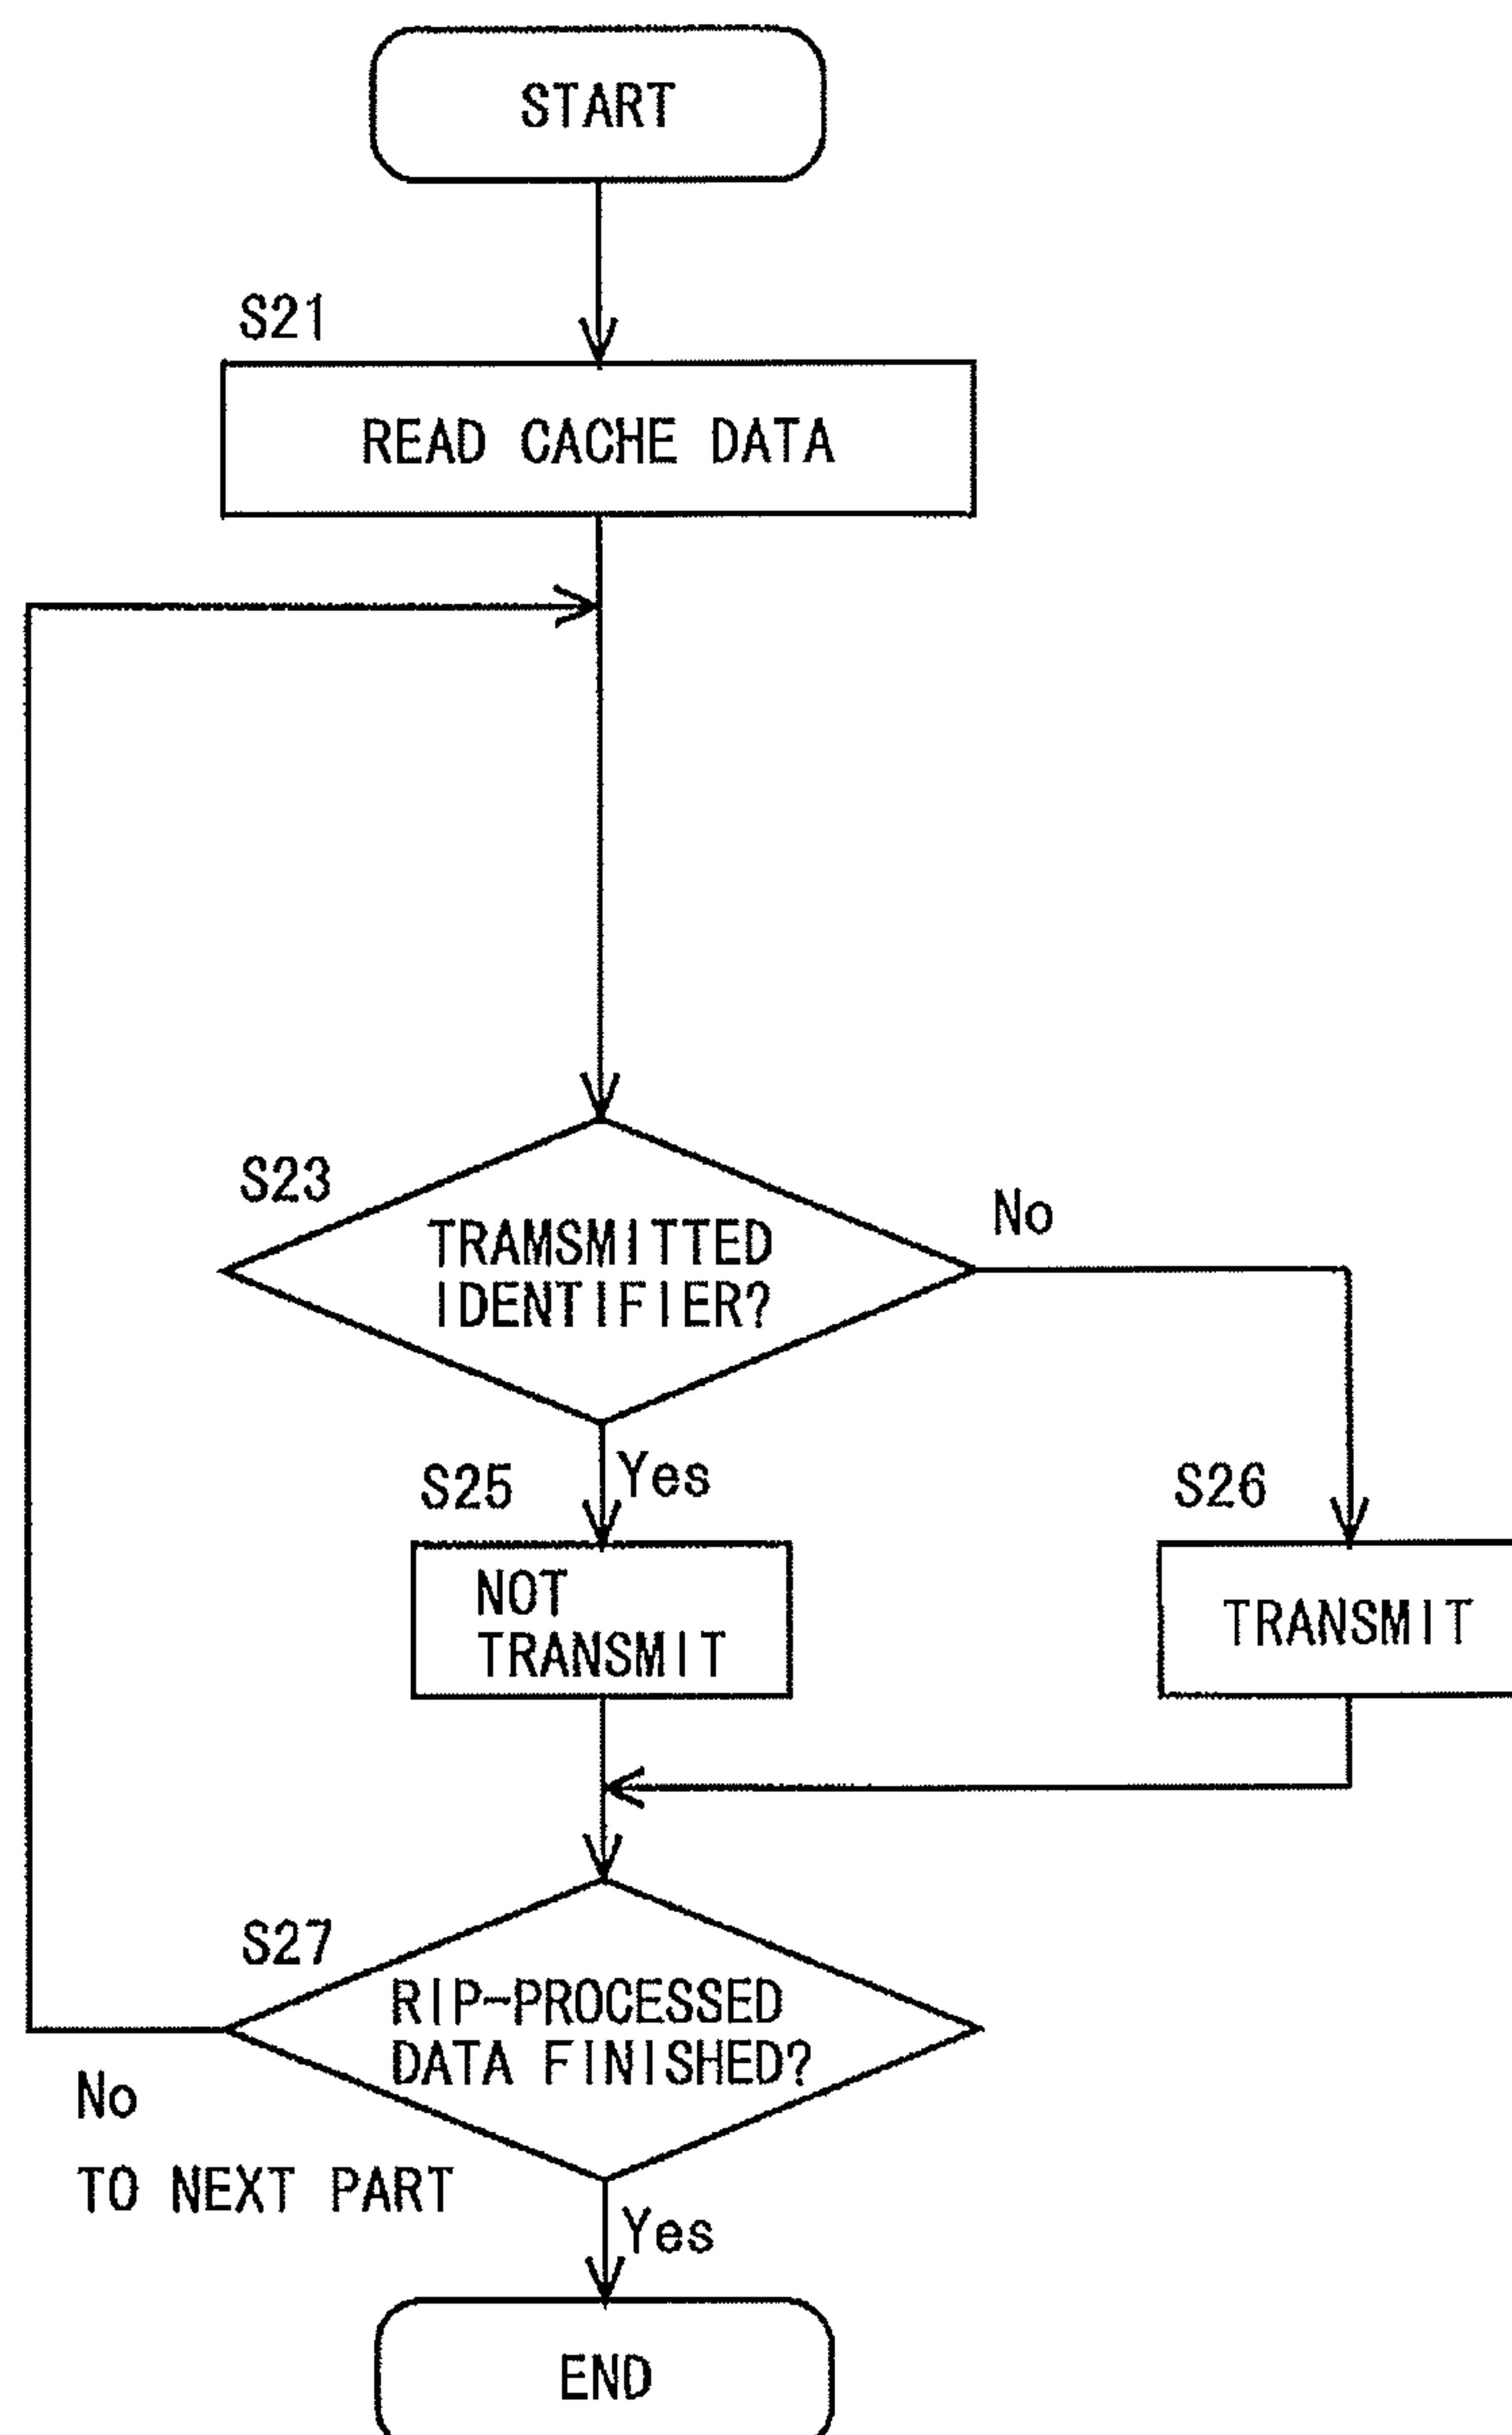 START
S21
READ CACHE DATA
S23
TRAMSMITTED
IDENTIFIER?
No
S25
Yes
S26
NOT
TRANSMIT
TRANSMIT
S27
RIP-PROCESSED
DATA FINISHED?
No
TO NEXT PART
Yes
END